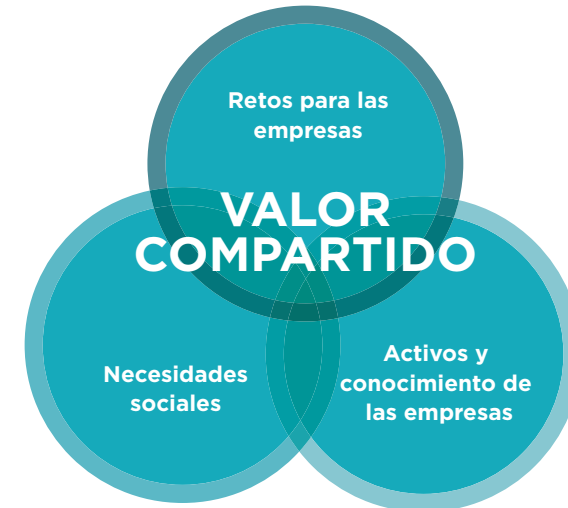 Retos para las
empresas
VALOR
COMPARTIDO
Necesidades
sociales
Activos y
conocimiento de
las empresas